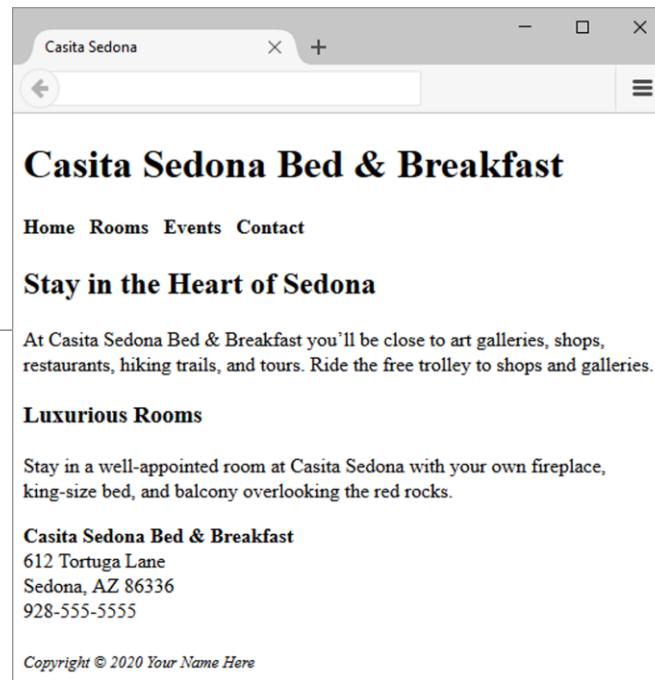 Casita Sedona
Casita Sedona Bed & Breakfast
Home Rooms Events Contact
Stay in the Heart of Sedona
At Casita Sedona Bed & Breakfast you’ll be close to art galleries, shops,
restaurants, hiking trails, and tours. Ride the free trolley to shops and galleries.
Luxurious Rooms
Stay in a well-appointed room at Casita Sedona with your own fireplace,
king-size bed, and balcony overlooking the red rocks.
Casita Sedona Bed & Breakfast
612 Tortuga Lane
Sedona, AZ 86336
928-555-5555
Copyright © 2020 Your Name Here